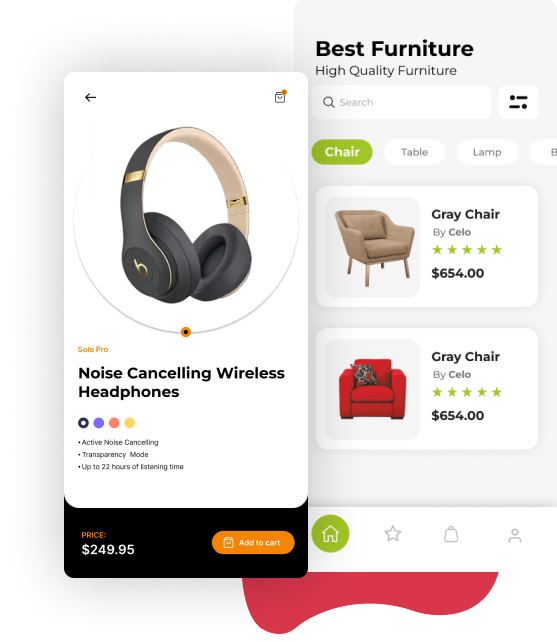 Best Furniture
High Quality Furniture
Search
Chair
Table
Lamp
B
Gray Chair
By Celo
$654.00
Gray Chair
By Celo
$654.00
b
Solo Pro
Noise Cancelling Wireless
Headphones
•Active Noise Cancelling
•Transparency Mode
•Up to 22 hours of listening time
PRICE:
$249.95
Add to cart